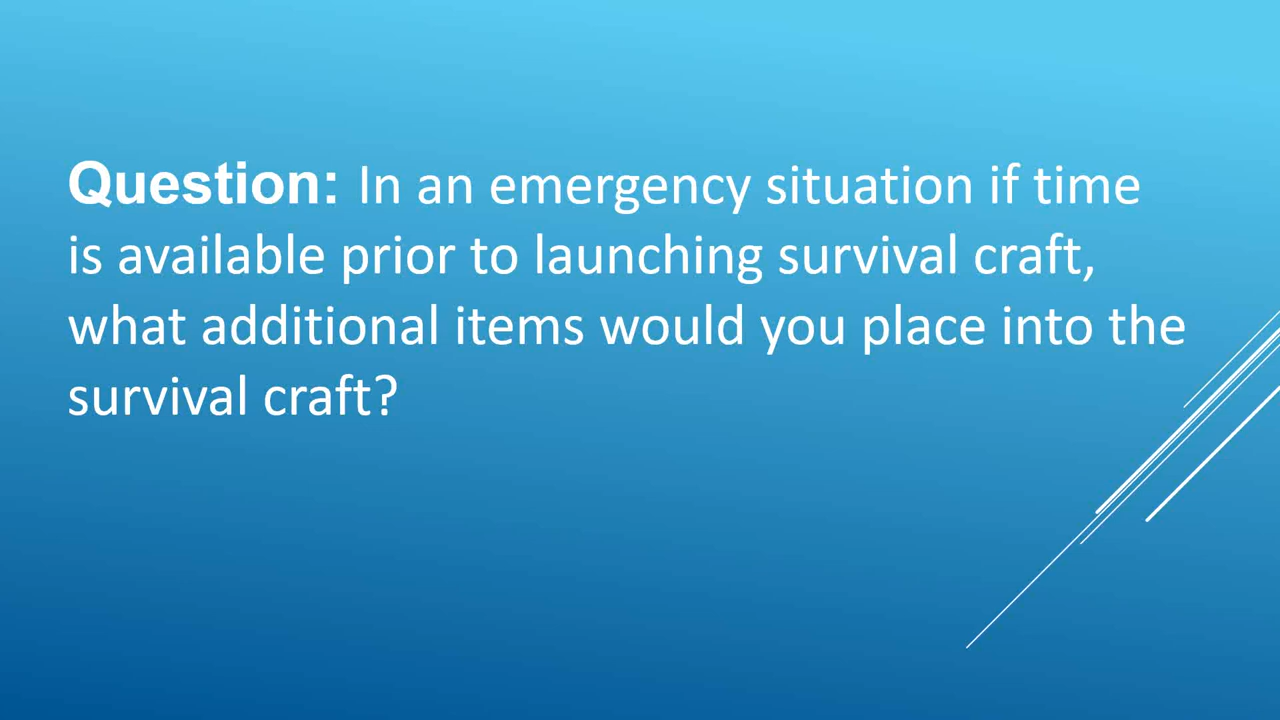 Question: In an emergency situation if time
is available prior to launching survival craft,
what additional items would you place into the
survival craft?